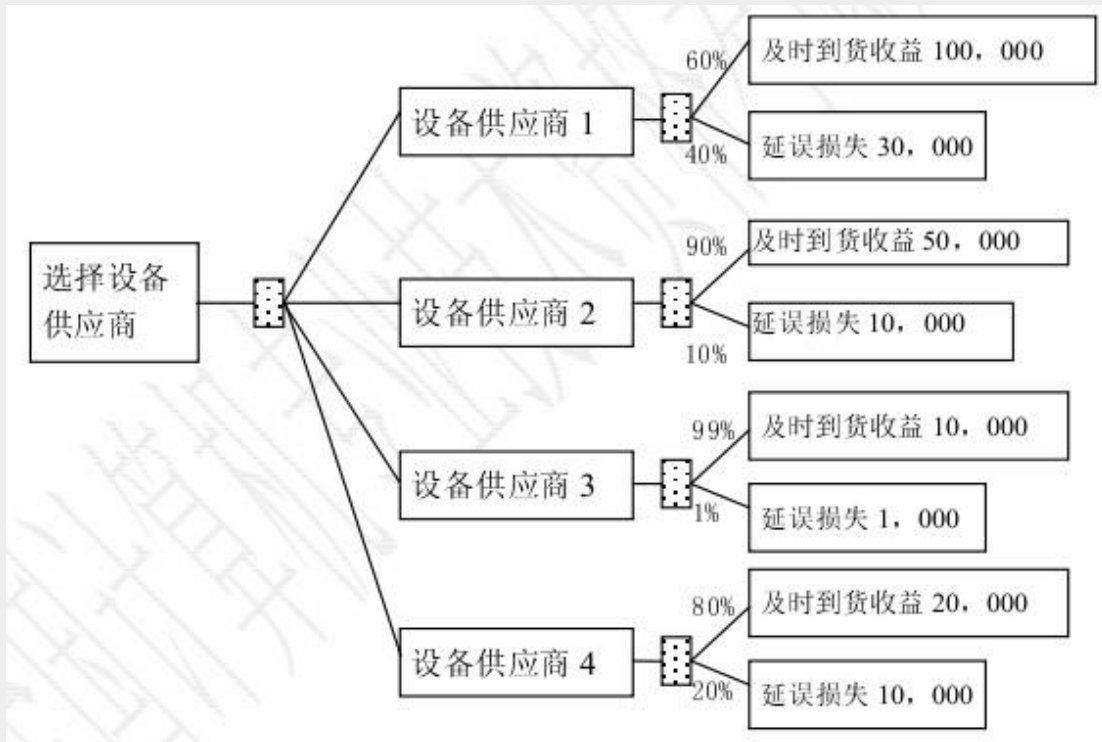 选择设备
供应商
设备供应商 1
60%
及时到货收益 100，000
40%
延误损失 30，000
设备供应商 2
90%
及时到货收益 50，000
10%
延误损失 10，000
设备供应商 3
99%
及时到货收益 10，000
1%
延误损失 1，000
设备供应商 4
80%
及时到货收益 20，000
20%
延误损失 10，000